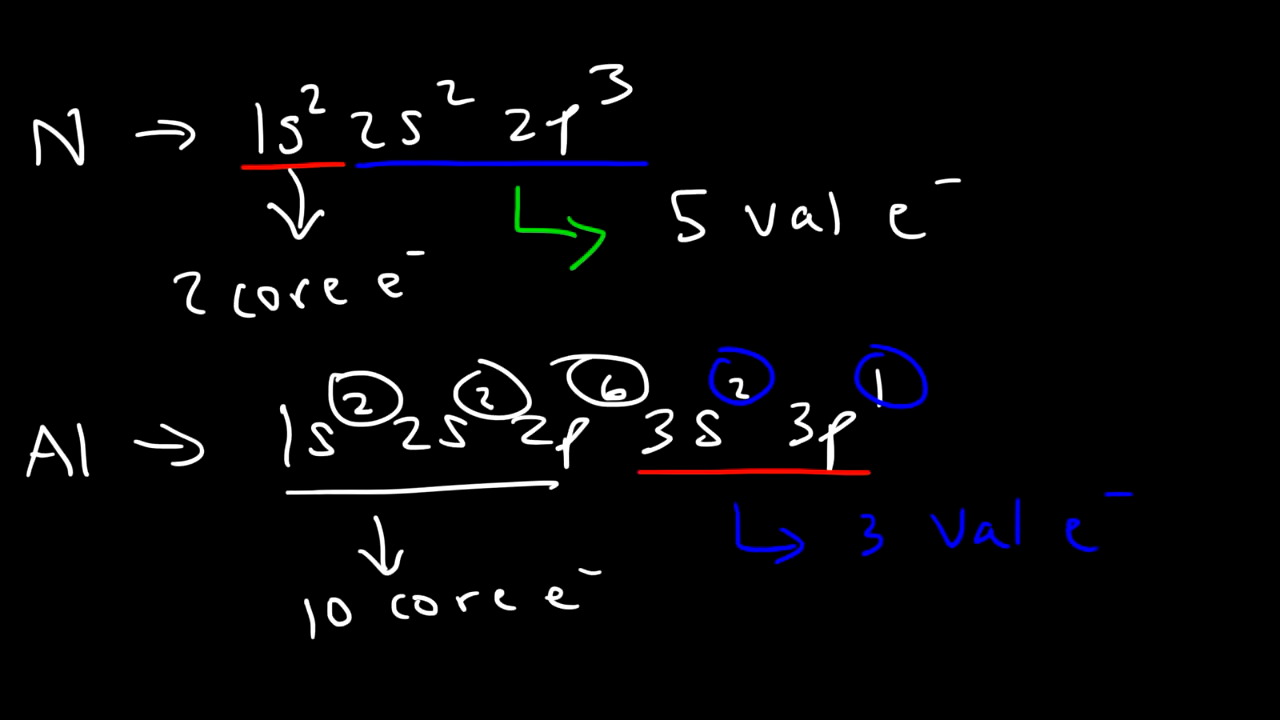 N → 1s² 2s² 2p³
5 val e⁻
2 core e⁻
Al → 1s² 2s² 2p⁶ 3s² 3p¹
3 val e⁻
10 core e⁻